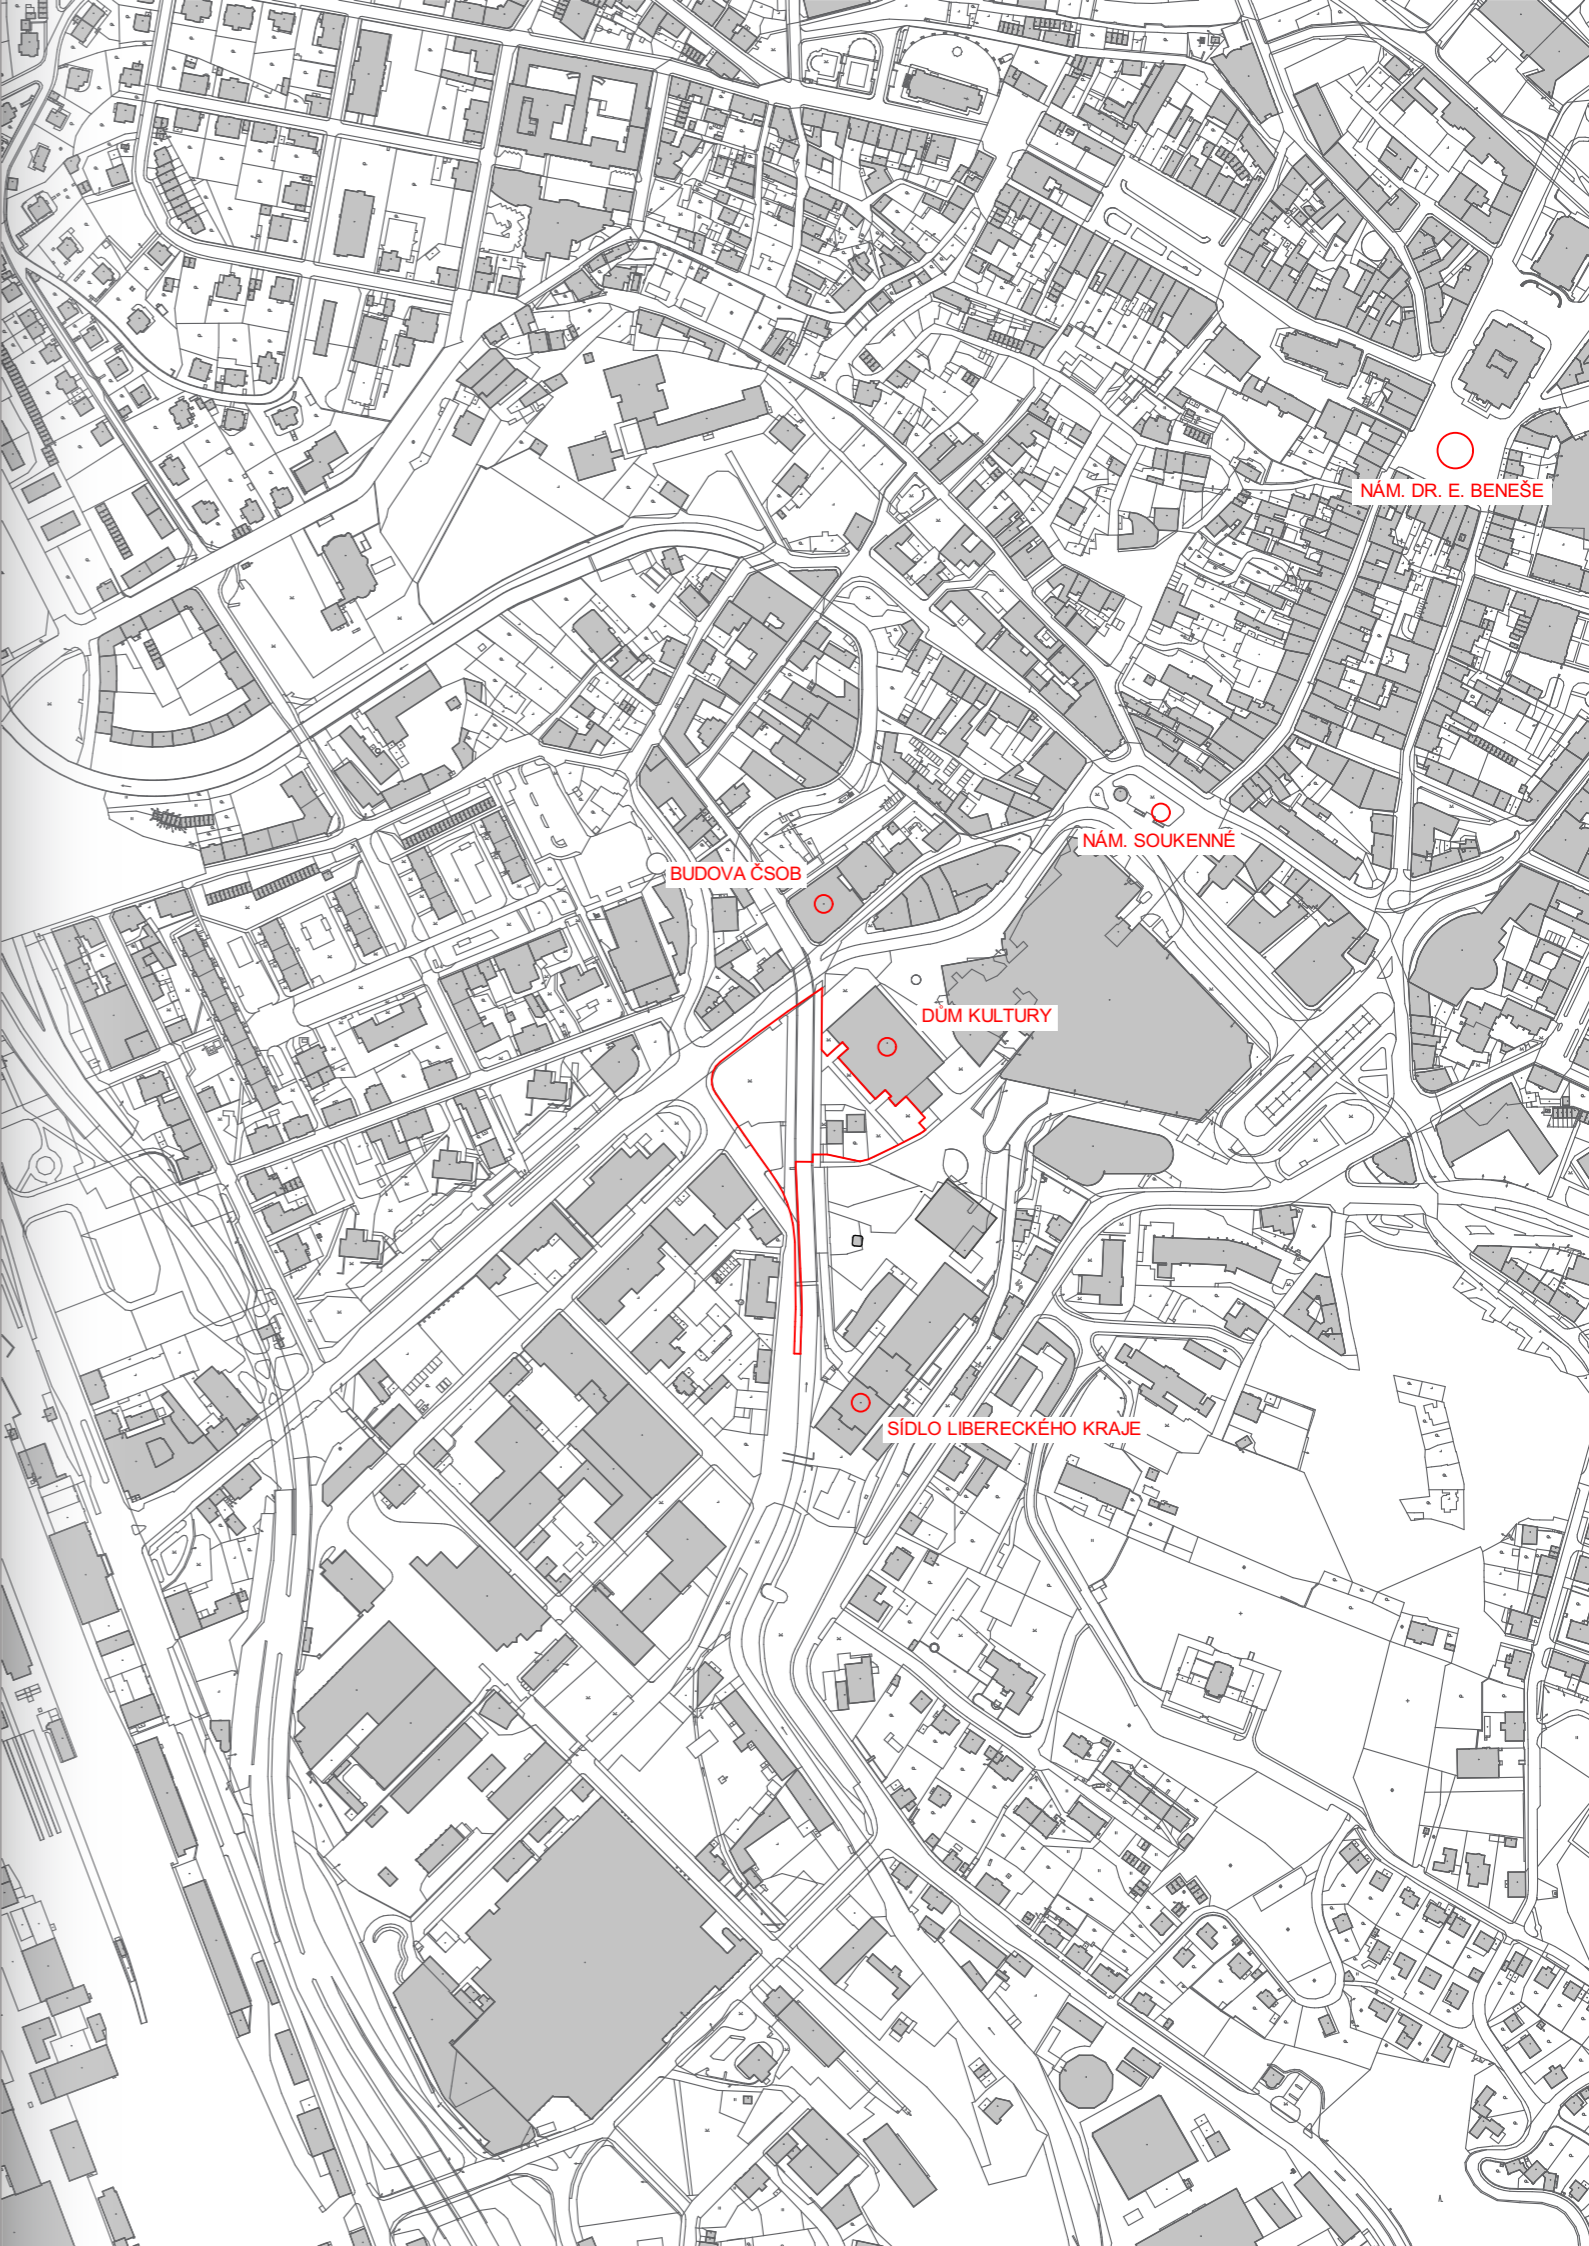 NÁM. DR. E. BENEŠE
NÁM. SOUKENNÉ
BUDOVA ČSOB
DŮM KULTURY
SÍDLO LIBERECKÉHO KRAJE